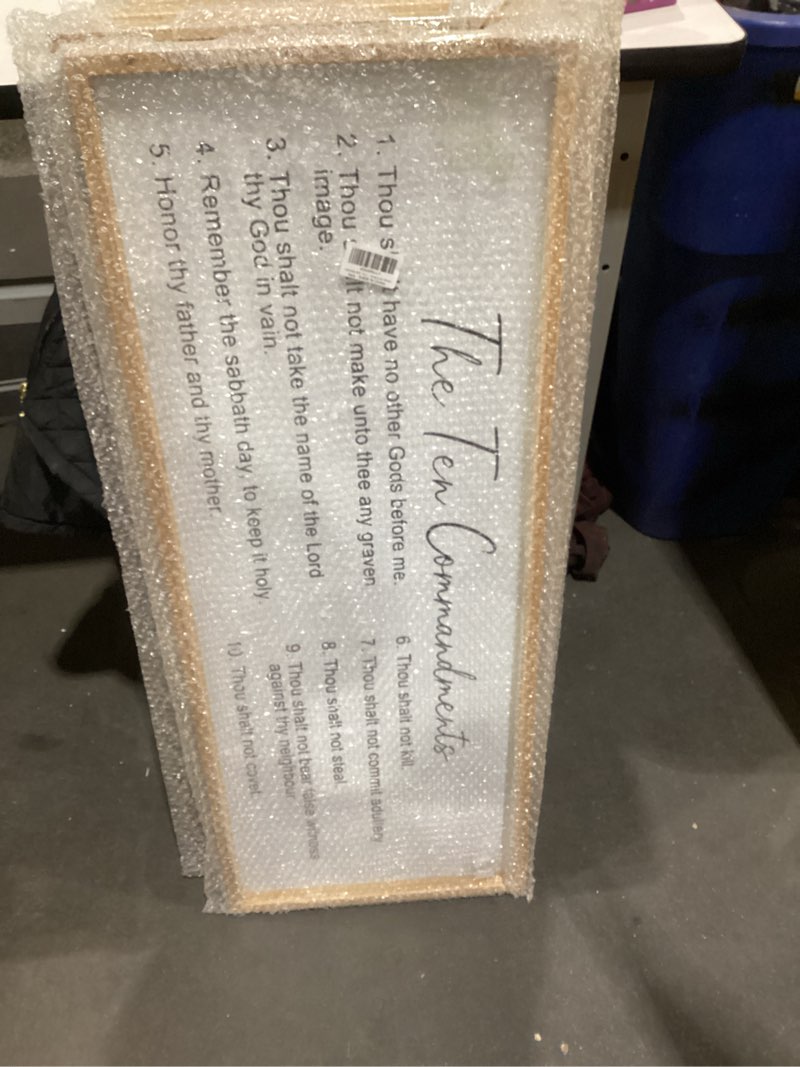 The Ten Commandments
1. Thou s t have no other Gods before me.
2. Thou lt not make unto thee any graven
image.
3. Thou shalt not take the name of the Lord
thy God in vain.
4. Remember the sabbath day, to keep it holy.
5. Honor thy father and thy mother.
6. Thou shalt not kill.
7. Thou shalt not commit adultery
8. Thou shalt not steal
9. Thou shalt not bear false witness
against thy neighbour
10. Thou shalt not covet